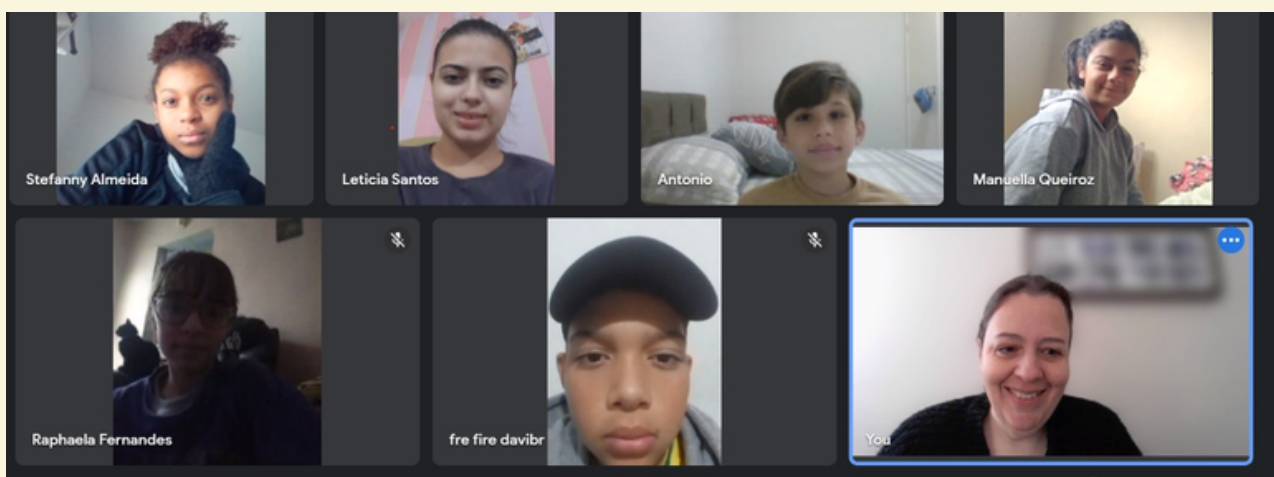 Stefanny Almeida
Leticia Santos
Antonio
Manuella Queiroz
Raphaela Fernandes
fre fire davibr
You